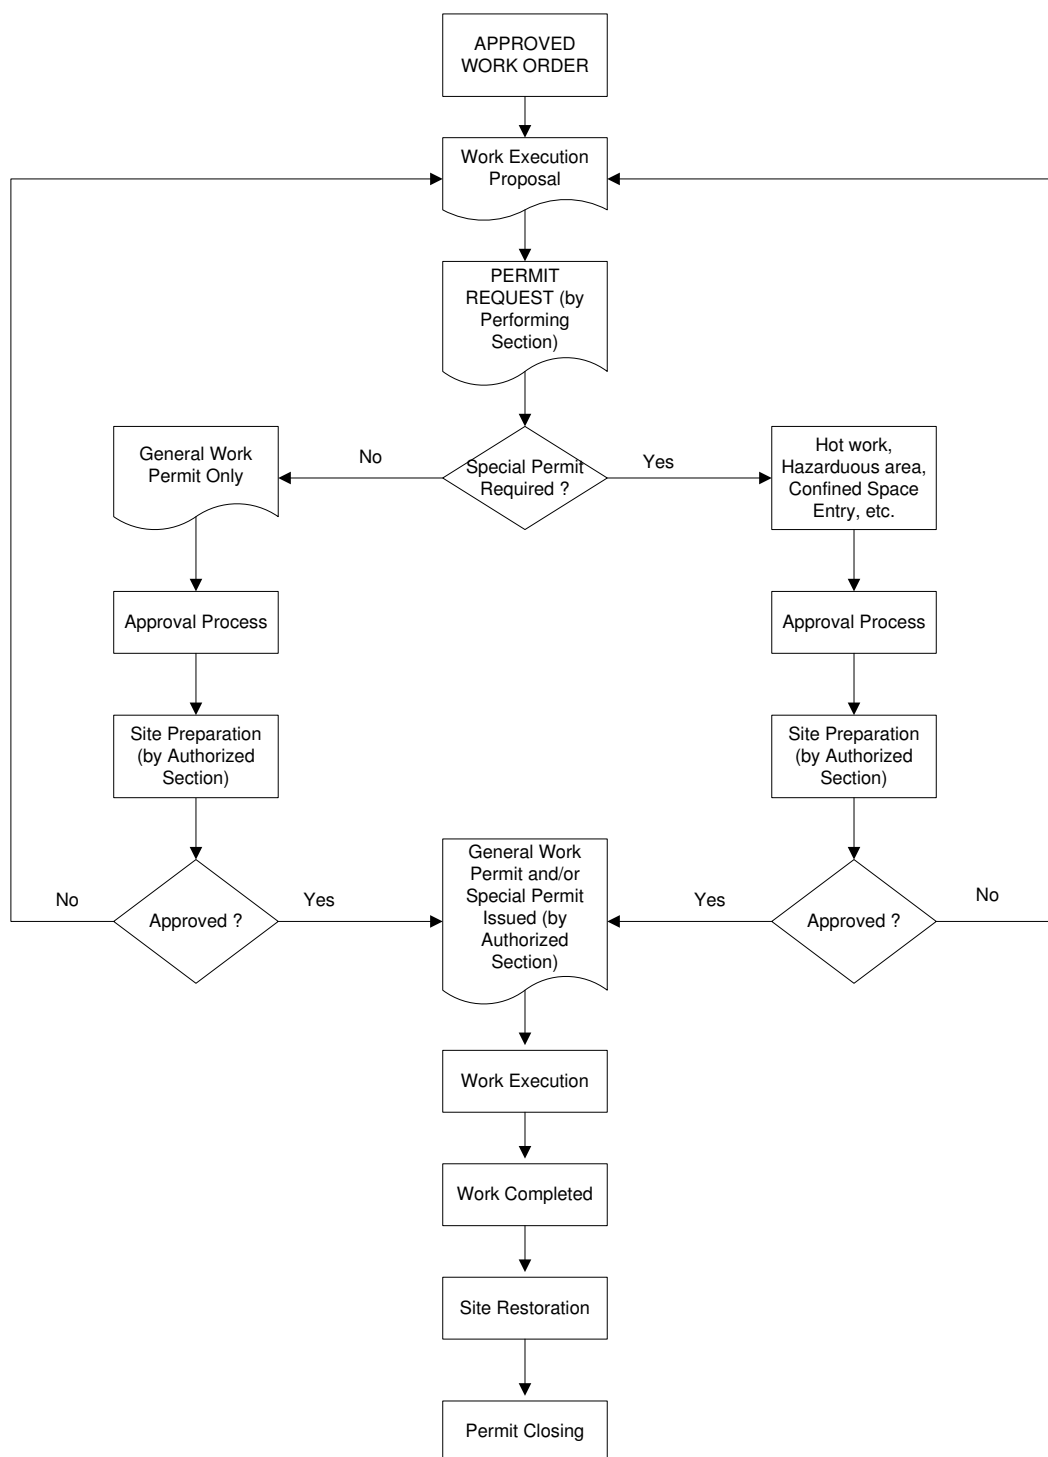 APPROVED
WORK ORDER
Work Execution
Proposal
PERMIT
REQUEST (by
Performing
Section)
General Work
Permit Only
No
Special Permit
Required ?
Yes
Hot work,
Hazarduous area,
Confined Space
Entry, etc.
Approval Process
Approval Process
Site Preparation
(by Authorized
Section)
Site Preparation
(by Authorized
Section)
No
Approved ?
Yes
General Work
Permit and/or
Special Permit
Issued (by
Authorized
Section)
Yes
Approved ?
No
Work Execution
Work Completed
Site Restoration
Permit Closing